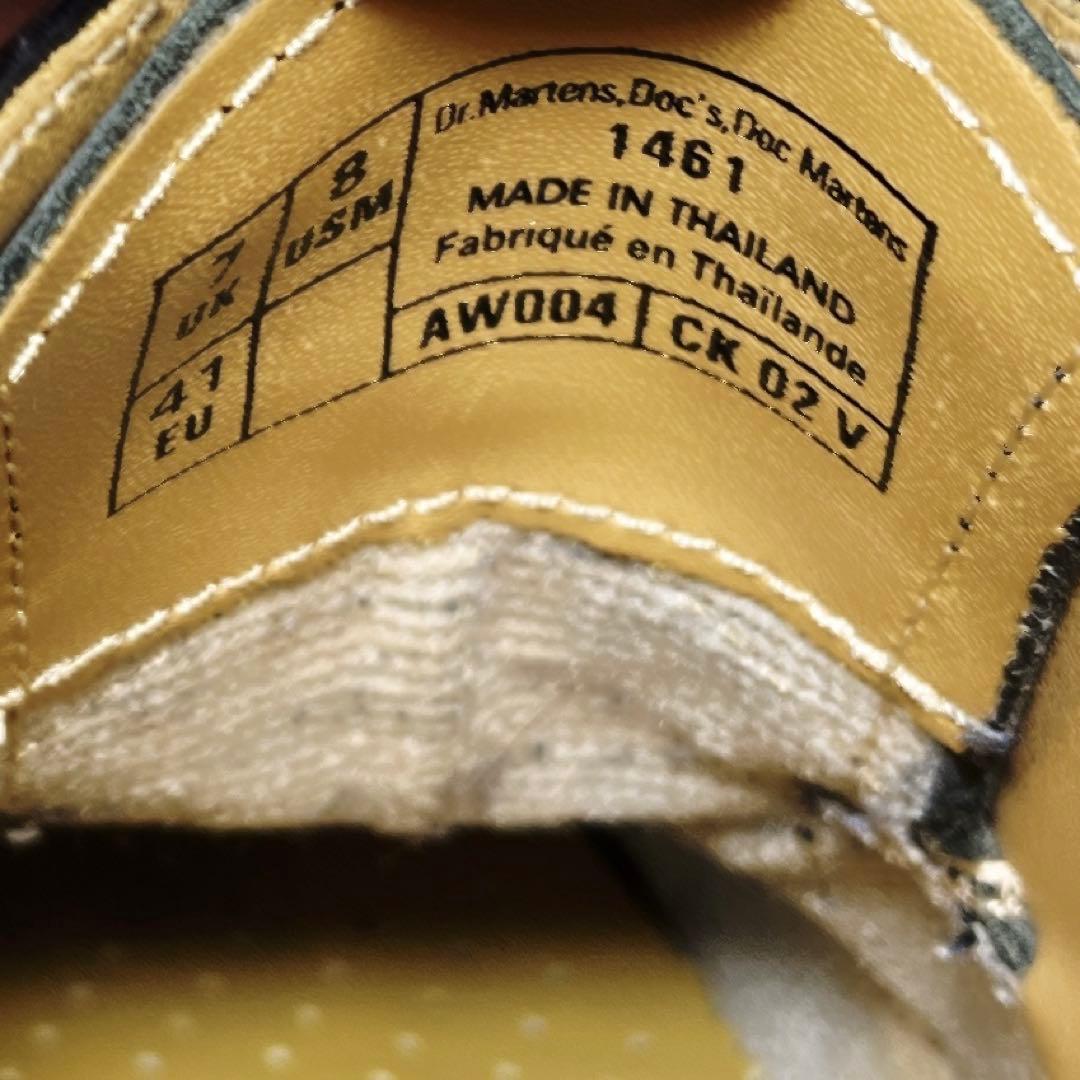 7
UK
8
USM
41
EU
Dr.Martens,Doc's,Doc Martens
1461
MADE IN THAILAND
Fabriqué en Thaïlande
AW004
CK 02 V